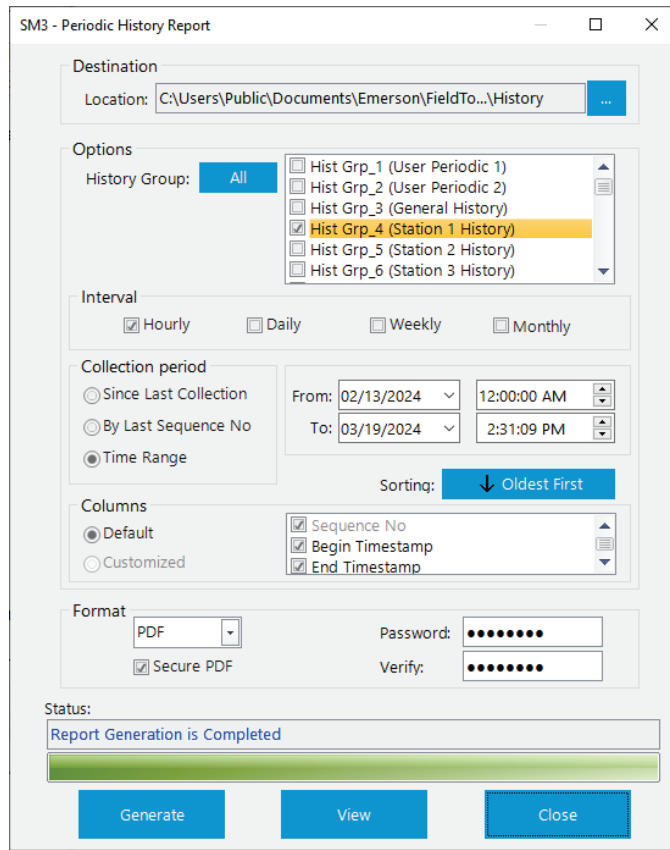 SM3 - Periodic History Report
Destination
Location: C:\Users\Public\Documents\Emerson\FieldTo...\History ...
Options
History Group: All
Hist Grp_1 (User Periodic 1)
Hist Grp_2 (User Periodic 2)
Hist Grp_3 (General History)
Hist Grp_4 (Station 1 History)
Hist Grp_5 (Station 2 History)
Hist Grp_6 (Station 3 History)
Interval
Hourly Daily Weekly Monthly
Collection period
Since Last Collection
By Last Sequence No
Time Range
From: 02/13/2024 12:00:00 AM
To: 03/19/2024 2:31:09 PM
Sorting: Oldest First
Columns
Default
Customized
Sequence No
Begin Timestamp
End Timestamp
Format
PDF
Secure PDF
Password: ●●●●●●●●
Verify: ●●●●●●●●
Status:
Report Generation is Completed
Generate View Close